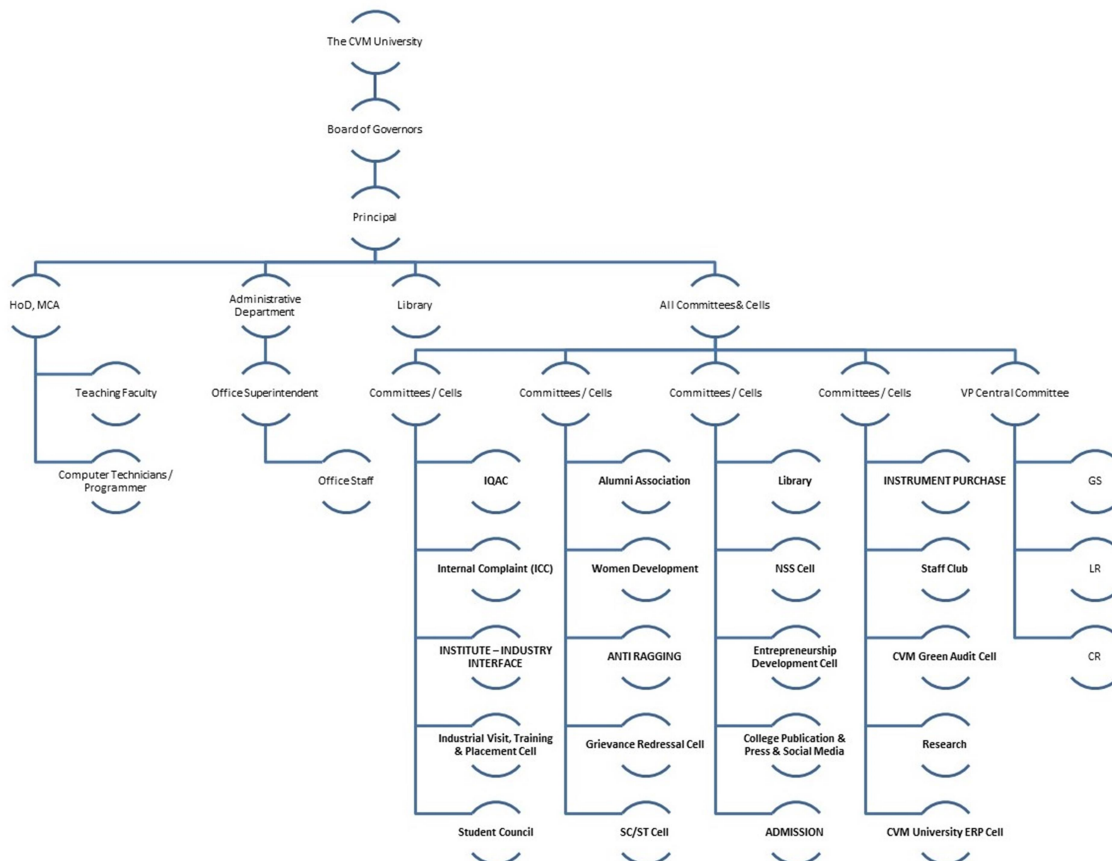 The CVM University
Board of Governors
Principal
HoD, MCA
Administrative
Department
Library
All Committees & Cells
Teaching Faculty
Office Superintendent
Committees / Cells
Committees / Cells
Committees / Cells
Committees / Cells
VP Central Committee
Computer Technicians /
Programmer
Office Staff
IQAC
Alumni Association
Library
INSTRUMENT PURCHASE
GS
Internal Complaint (ICC)
Women Development
NSS Cell
Staff Club
LR
INSTITUTE – INDUSTRY
INTERFACE
ANTI RAGGING
Entrepreneurship
Development Cell
CVM Green Audit Cell
CR
Industrial Visit, Training
& Placement Cell
Grievance Redressal Cell
College Publication &
Press & Social Media
Research
Student Council
SC/ST Cell
ADMISSION
CVM University ERP Cell